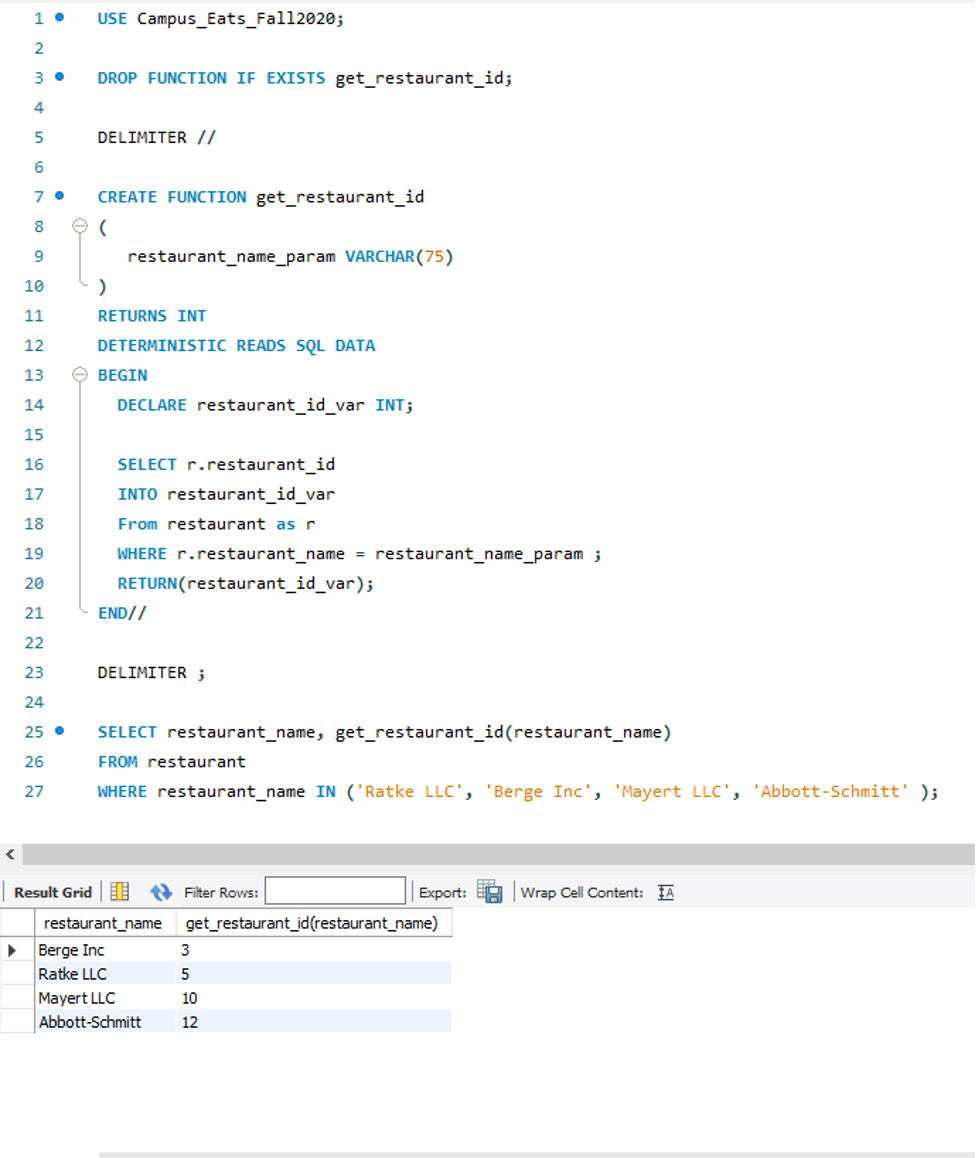 1 USE Campus_Eats_Fall2020;
2
3 DROP FUNCTION IF EXISTS get_restaurant_id;
4
5 DELIMITER //
6
7 CREATE FUNCTION get_restaurant_id
8 (
9 restaurant_name_param VARCHAR(75)
10 )
11 RETURNS INT
12 DETERMINISTIC READS SQL DATA
13 BEGIN
14 DECLARE restaurant_id_var INT;
15
16 SELECT r.restaurant_id
17 INTO restaurant_id_var
18 From restaurant as r
19 WHERE r.restaurant_name = restaurant_name_param ;
20 RETURN(restaurant_id_var);
21 END//
22
23 DELIMITER ;
24
25 SELECT restaurant_name, get_restaurant_id(restaurant_name)
26 FROM restaurant
27 WHERE restaurant_name IN ('Ratke LLC', 'Berge Inc', 'Mayert LLC', 'Abbott-Schmitt' );
Result Grid Filter Rows: Export: Wrap Cell Content: IA
restaurant_name get_restaurant_id(restaurant_name)
Berge Inc 3
Ratke LLC 5
Mayert LLC 10
Abbott-Schmitt 12